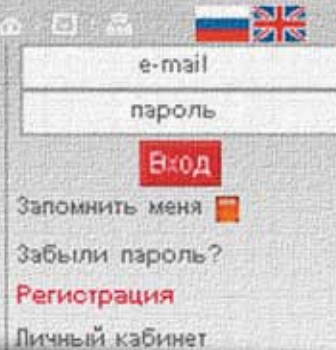 e-mail
пароль
Вход
Запомнить меня
Забыли пароль?
Регистрация
Личный кабинет